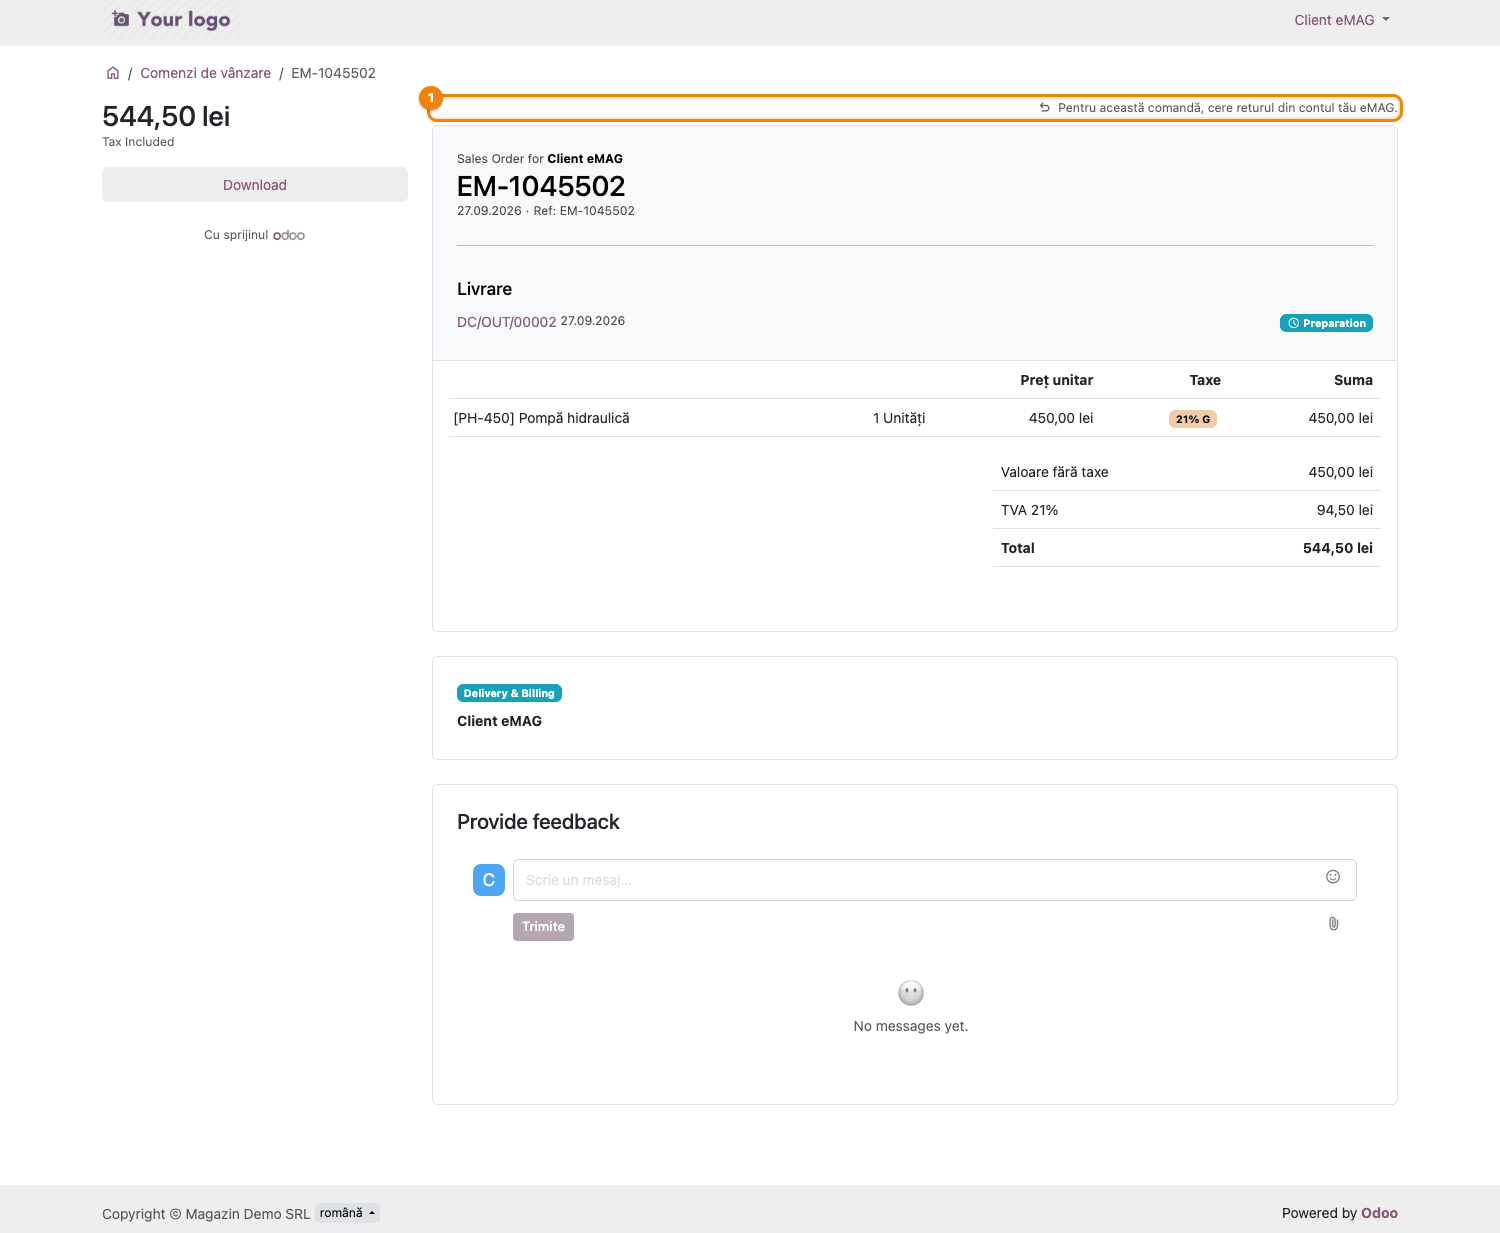 Your logo
Client eMAG
/ Comenzi de vânzare / EM-1045502
544,50 lei
Tax Included
Download
Cu sprijinul odoo
1
Pentru această comandă, cere returul din contul tău eMAG.
Sales Order for Client eMAG
EM-1045502
27.09.2026 · Ref: EM-1045502
Livrare
DC/OUT/00002 27.09.2026
Preparation
Preț unitar Taxe Suma
[PH-450] Pompă hidraulică 1 Unități 450,00 lei 21% G 450,00 lei
Valoare fără taxe 450,00 lei
TVA 21% 94,50 lei
Total 544,50 lei
Delivery & Billing
Client eMAG
Provide feedback
C
Scrie un mesaj...
Trimite
No messages yet.
Copyright © Magazin Demo SRL română
Powered by Odoo